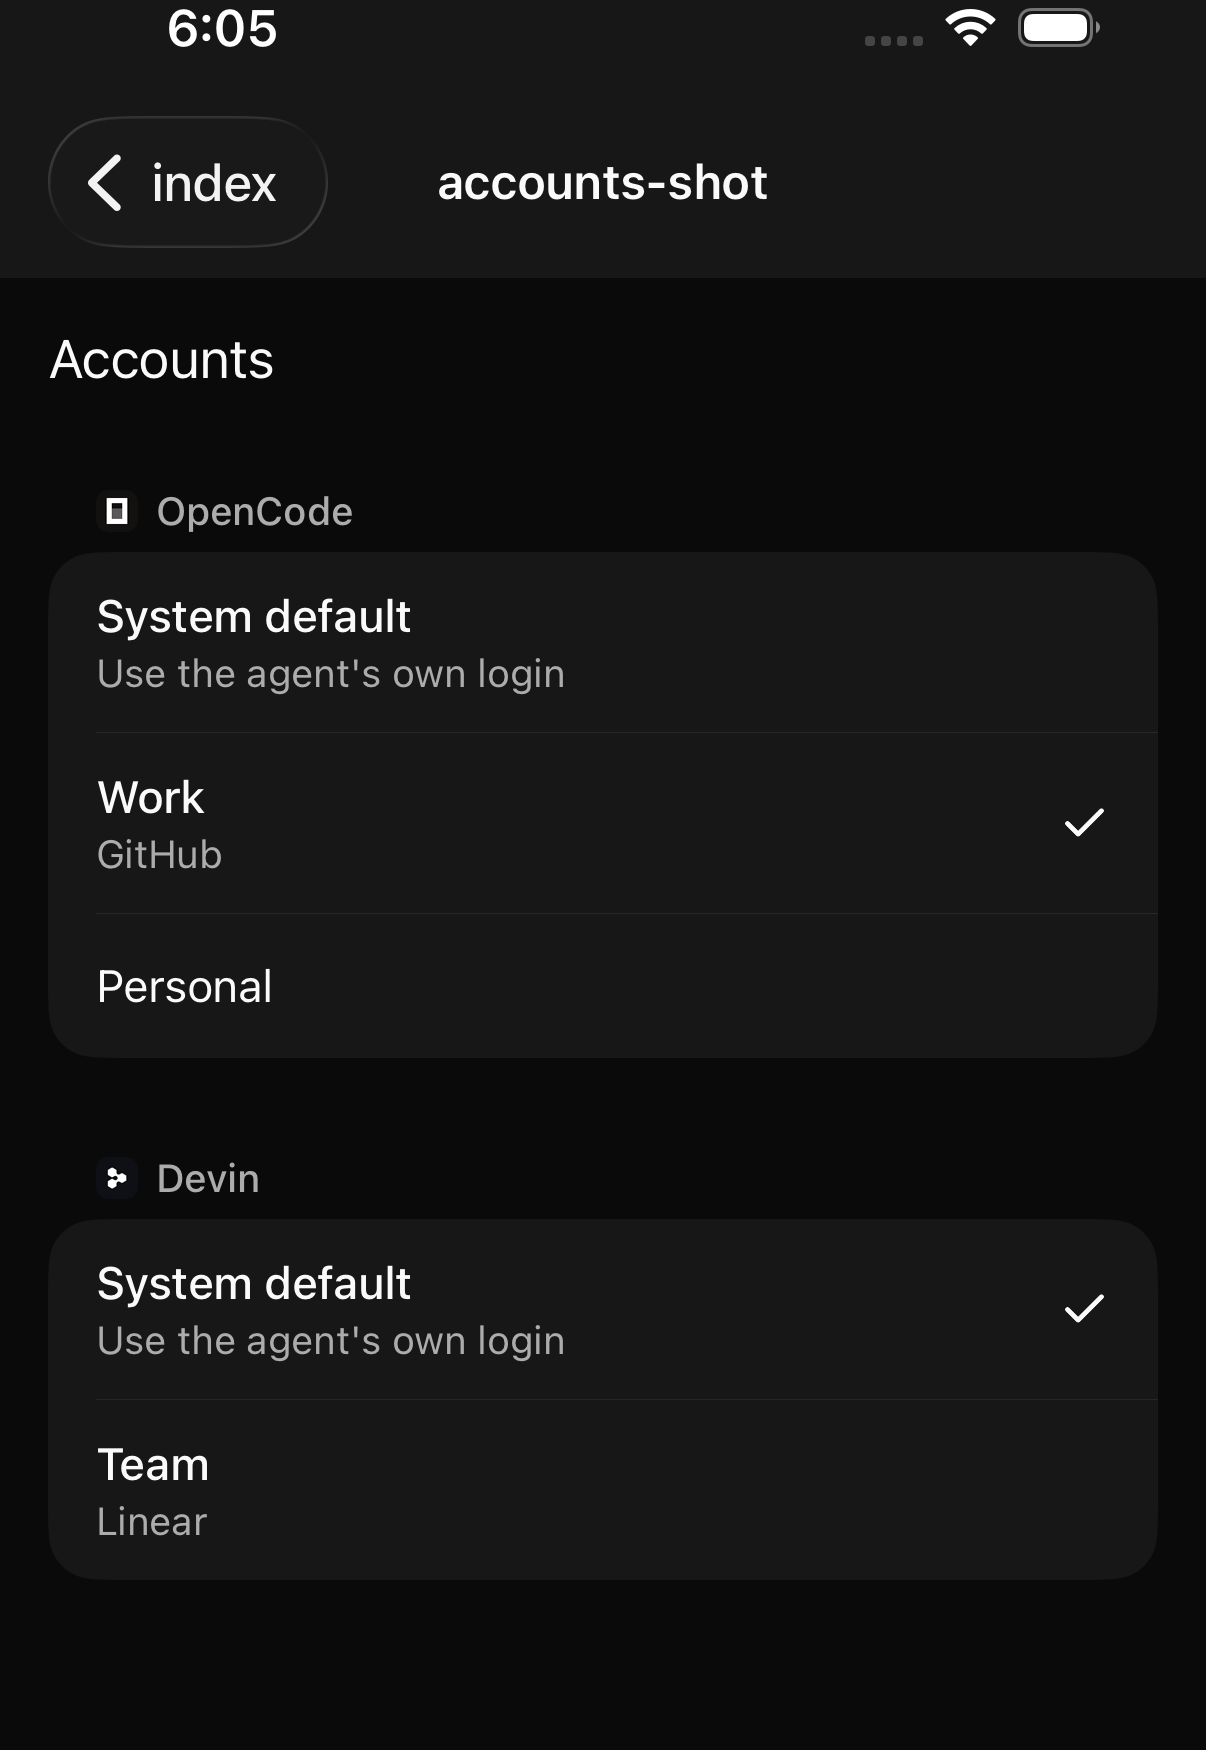 6:05
index
accounts-shot
Accounts
OpenCode
System default
Use the agent's own login
Work
GitHub
Personal
Devin
System default
Use the agent's own login
Team
Linear